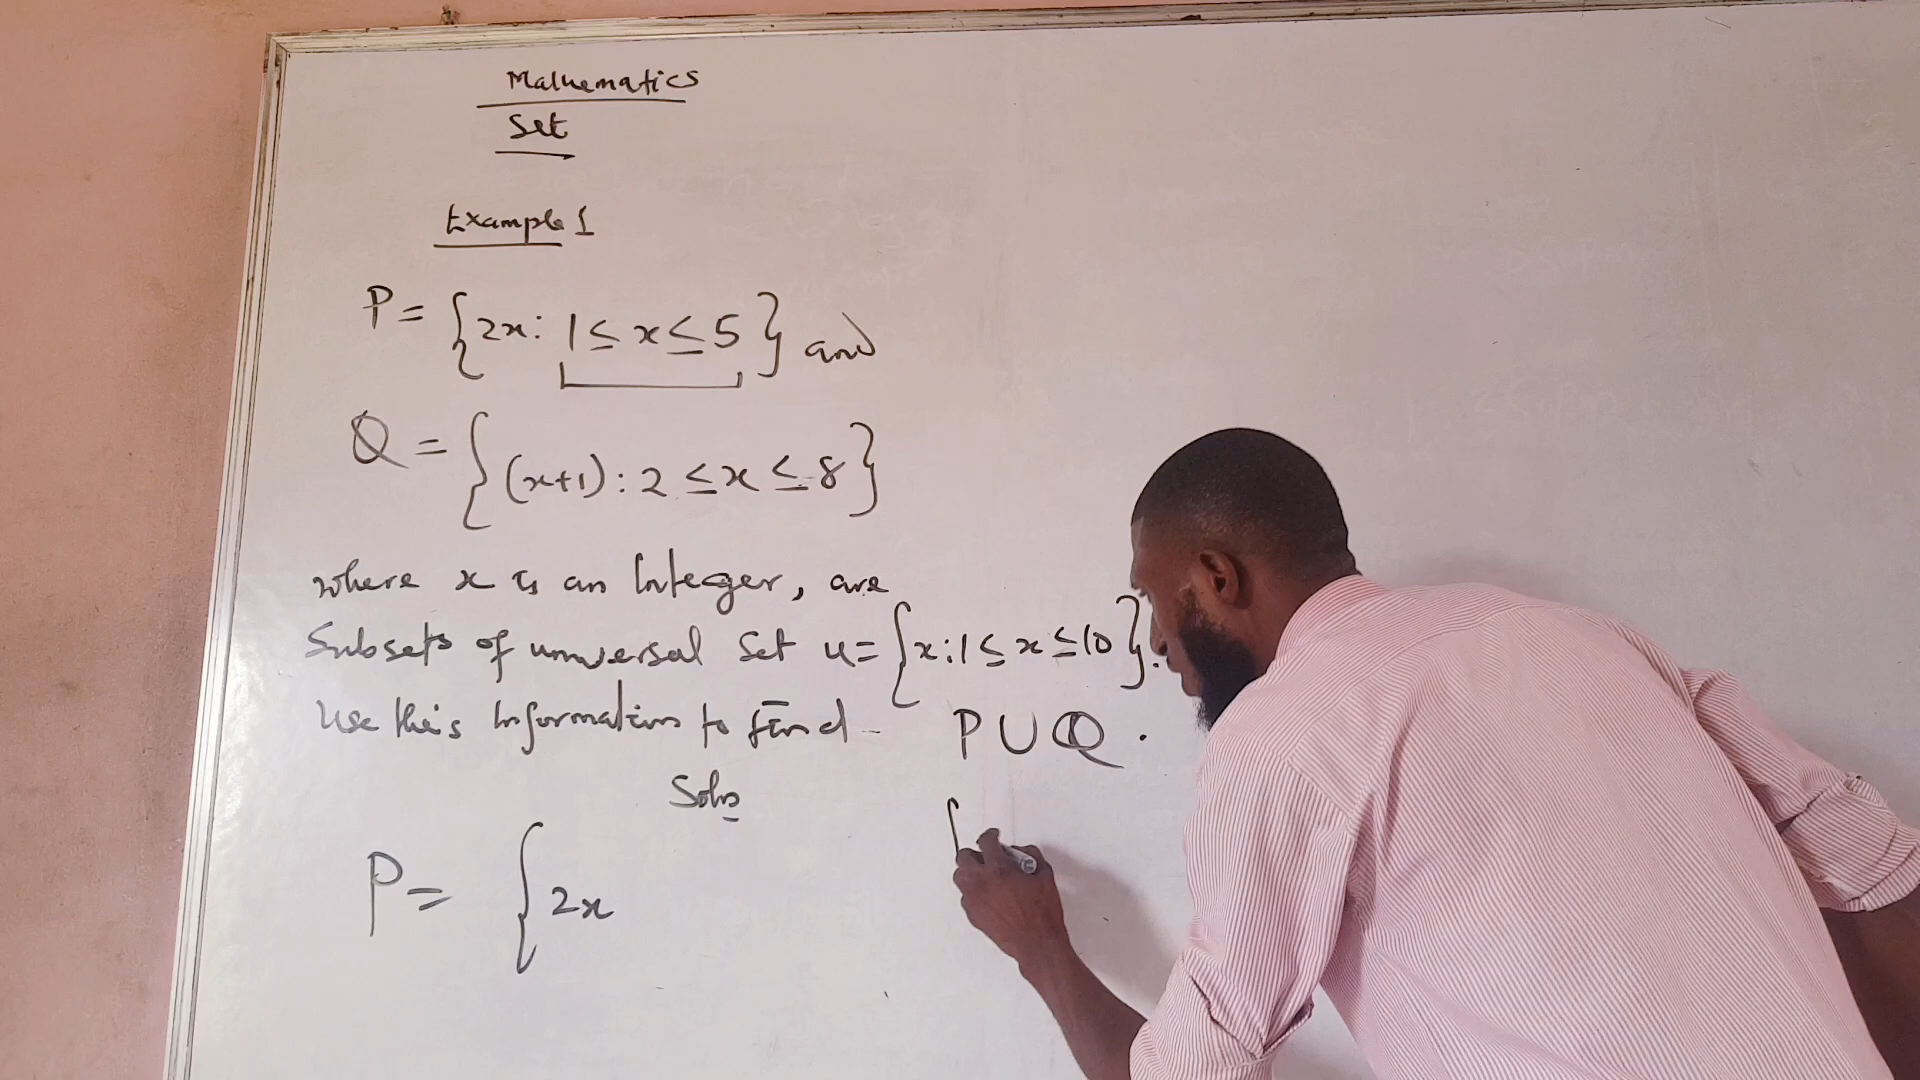 Mathematics
Set
Example 1
P = {2x: 1 ≤ x ≤ 5} and
Q = {(x+1): 2 ≤ x ≤ 8}
where x is an Integer, are
Subsets of universal Set u = {x: 1 ≤ x ≤ 10}.
Use this Information to find P ∪ Q.
Soln
P = {2x {